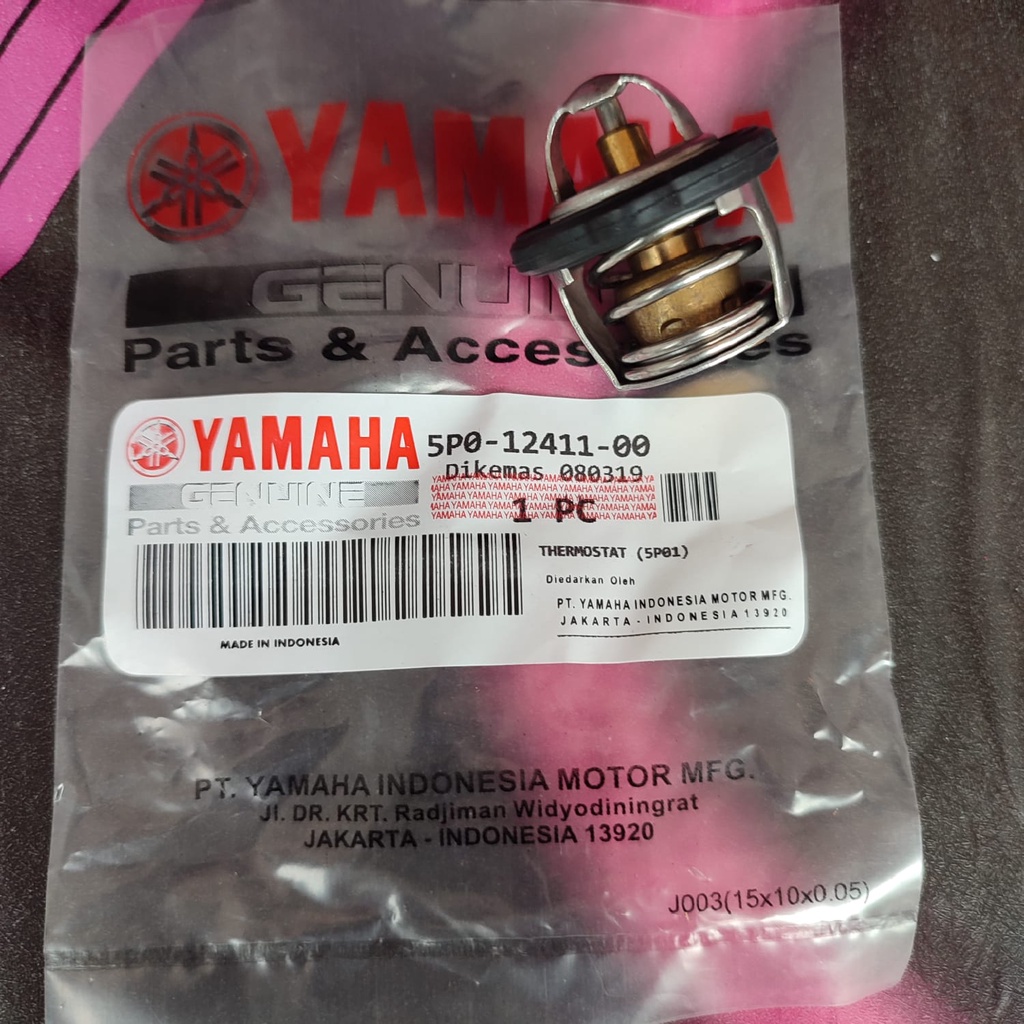 YAMAHA
GENUINE
Parts & Accessories
YAMAHA
GENUINE
Parts & Accessories
5P0-12411-00
Dikemas 080319
1 PC
THERMOSTAT (5P01)
Diedarkan Oleh
PT. YAMAHA INDONESIA MOTOR MFG.
JAKARTA - INDONESIA 13920
MADE IN INDONESIA
PT. YAMAHA INDONESIA MOTOR MFG.
Jl. DR. KRT. Radjiman Widyodiningrat
JAKARTA - INDONESIA 13920
J003(15x10x0.05)